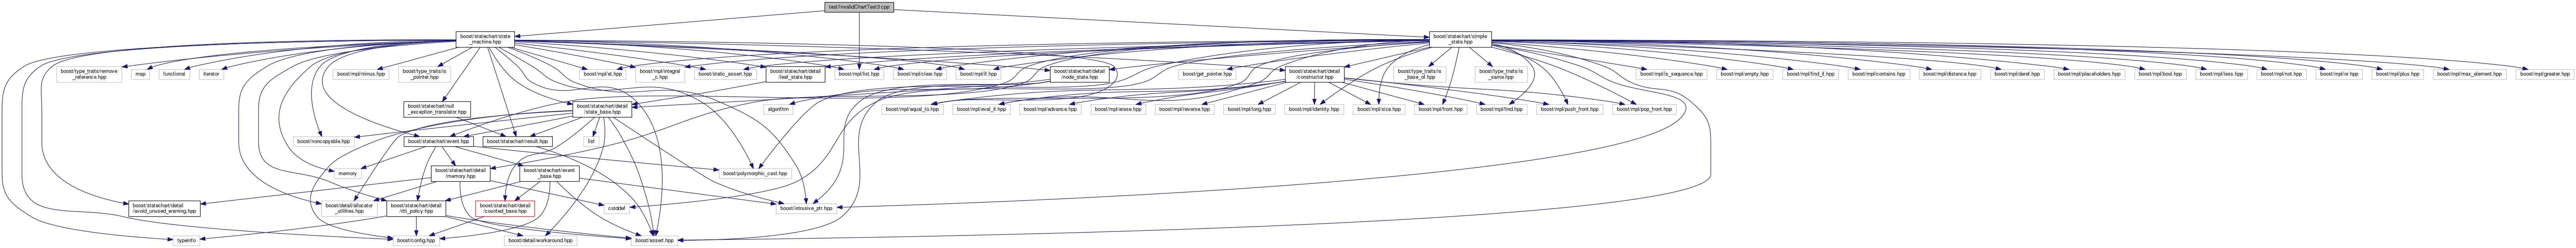 test/InvalidChartTest3.cpp
boost/statechart/state
_machine.hpp
boost/statechart/simple
_state.hpp
boost/type_traits/remove
_reference.hpp
map
functional
iterator
boost/mpl/minus.hpp
boost/type_traits/is
_pointer.hpp
boost/mpl/at.hpp
boost/mpl/integral
_c.hpp
boost/static_assert.hpp
boost/statechart/detail
/leaf_state.hpp
boost/mpl/list.hpp
boost/mpl/clear.hpp
boost/mpl/if.hpp
boost/statechart/detail
/node_state.hpp
boost/get_pointer.hpp
boost/statechart/detail
/constructor.hpp
boost/type_traits/is
_base_of.hpp
boost/type_traits/is
_same.hpp
boost/mpl/is_sequence.hpp
boost/mpl/empty.hpp
boost/mpl/find_if.hpp
boost/mpl/contains.hpp
boost/mpl/distance.hpp
boost/mpl/deref.hpp
boost/mpl/placeholders.hpp
boost/mpl/bool.hpp
boost/mpl/less.hpp
boost/mpl/not.hpp
boost/mpl/or.hpp
boost/mpl/plus.hpp
boost/mpl/max_element.hpp
boost/mpl/greater.hpp
boost/statechart/null
_exception_translator.hpp
boost/statechart/detail
/state_base.hpp
algorithm
boost/mpl/equal_to.hpp
boost/mpl/eval_if.hpp
boost/mpl/advance.hpp
boost/mpl/erase.hpp
boost/mpl/reverse.hpp
boost/mpl/long.hpp
boost/mpl/identity.hpp
boost/mpl/size.hpp
boost/mpl/front.hpp
boost/mpl/find.hpp
boost/mpl/push_front.hpp
boost/mpl/pop_front.hpp
boost/noncopyable.hpp
boost/statechart/event.hpp
boost/statechart/result.hpp
list
memory
boost/statechart/detail
/memory.hpp
boost/statechart/event
_base.hpp
boost/polymorphic_cast.hpp
boost/statechart/detail
/avoid_unused_warning.hpp
boost/detail/allocator
_utilities.hpp
boost/statechart/detail
/rtti_policy.hpp
boost/statechart/detail
/counted_base.hpp
cstddef
boost/intrusive_ptr.hpp
typeinfo
boost/config.hpp
boost/detail/workaround.hpp
boost/assert.hpp